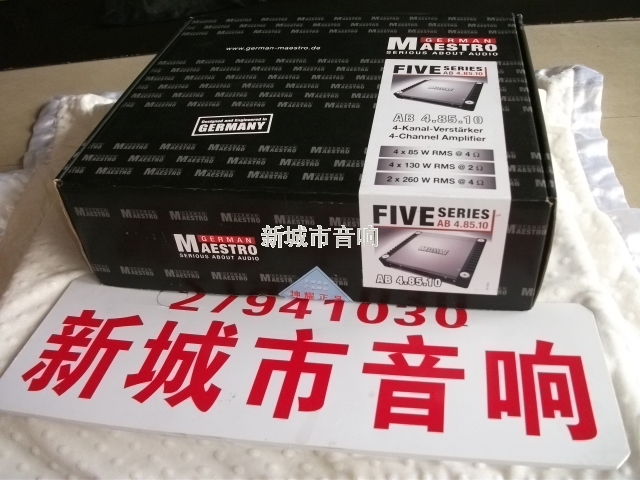 www.german-maestro.de
GERMAN
MAESTRO
SERIOUS ABOUT AUDIO
FIVE SERIES
AB 4.85.10
AB 4.85.10
4-Kanal-Verstärker
4-Channel Amplifier
4 x 85 W RMS @ 4 Ω
4 x 130 W RMS @ 2 Ω
2 x 260 W RMS @ 4 Ω
Designed and Engineered in
GERMANY
FIVE SERIES
AB 4.85.10
AB 4.85.10
GERMAN
MAESTRO
SERIOUS ABOUT AUDIO
新城市音响
27941030
新城市音响